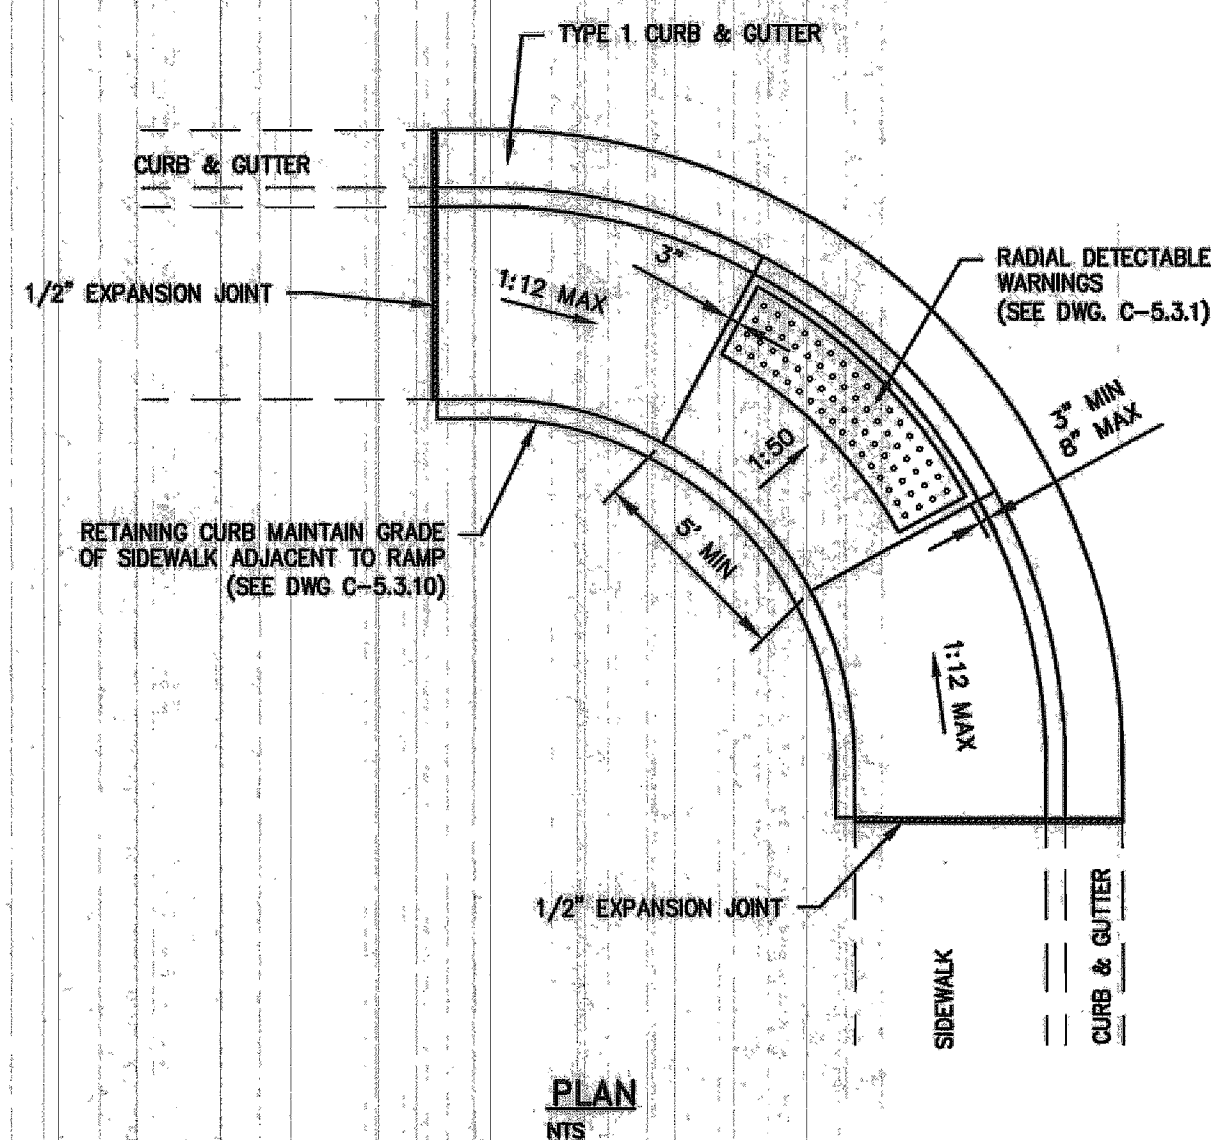 TYPE 1 CURB & GUTTER
CURB & GUTTER
1/2" EXPANSION JOINT
1:12 MAX
3"
RADIAL DETECTABLE
WARNINGS
(SEE DWG. C-5.3.1)
3" MIN
8" MAX
1:50
5' MIN
RETAINING CURB MAINTAIN GRADE
OF SIDEWALK ADJACENT TO RAMP
(SEE DWG C-5.3.10)
1:12 MAX
1/2" EXPANSION JOINT
SIDEWALK
CURB & GUTTER
PLAN
NTS